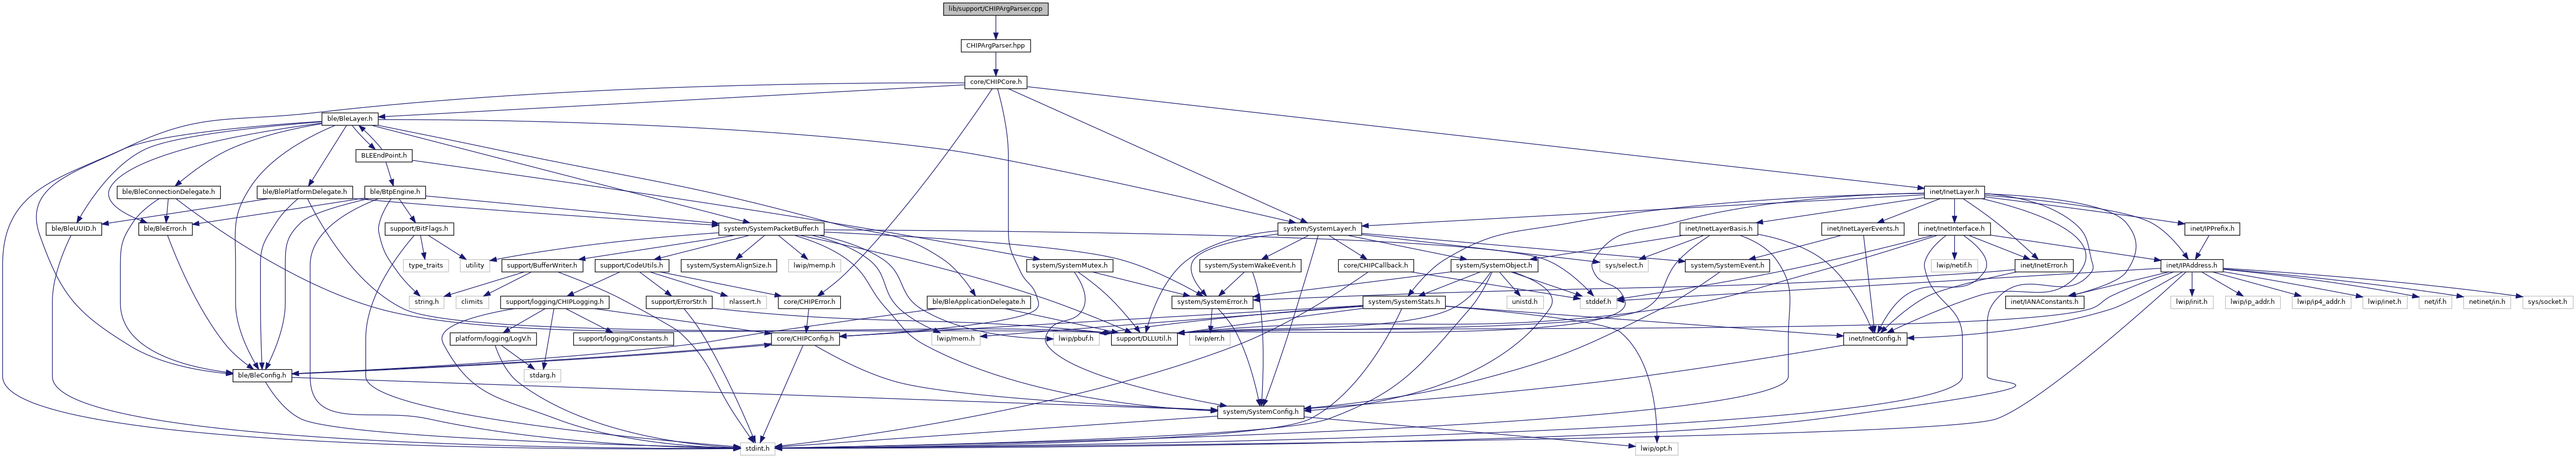 lib/support/CHIPArgParser.cpp
CHIPArgParser.hpp
core/CHIPCore.h
ble/BleLayer.h
BLEEndPoint.h
ble/BleConnectionDelegate.h
ble/BlePlatformDelegate.h
ble/BtpEngine.h
inet/InetLayer.h
ble/BleUUID.h
ble/BleError.h
support/BitFlags.h
system/SystemPacketBuffer.h
system/SystemLayer.h
inet/InetLayerBasis.h
inet/InetLayerEvents.h
inet/InetInterface.h
inet/IPPrefix.h
type_traits
utility
support/BufferWriter.h
support/CodeUtils.h
system/SystemAlignSize.h
lwip/memp.h
system/SystemMutex.h
system/SystemWakeEvent.h
core/CHIPCallback.h
system/SystemObject.h
sys/select.h
system/SystemEvent.h
lwip/netif.h
inet/InetError.h
inet/IPAddress.h
string.h
climits
support/logging/CHIPLogging.h
support/ErrorStr.h
nlassert.h
core/CHIPError.h
ble/BleApplicationDelegate.h
system/SystemError.h
system/SystemStats.h
unistd.h
stddef.h
inet/IANAConstants.h
lwip/init.h
lwip/ip_addr.h
lwip/ip4_addr.h
lwip/inet.h
net/if.h
netinet/in.h
sys/socket.h
platform/logging/LogV.h
support/logging/Constants.h
core/CHIPConfig.h
lwip/mem.h
lwip/pbuf.h
support/DLLUtil.h
lwip/err.h
inet/InetConfig.h
ble/BleConfig.h
stdarg.h
system/SystemConfig.h
stdint.h
lwip/opt.h